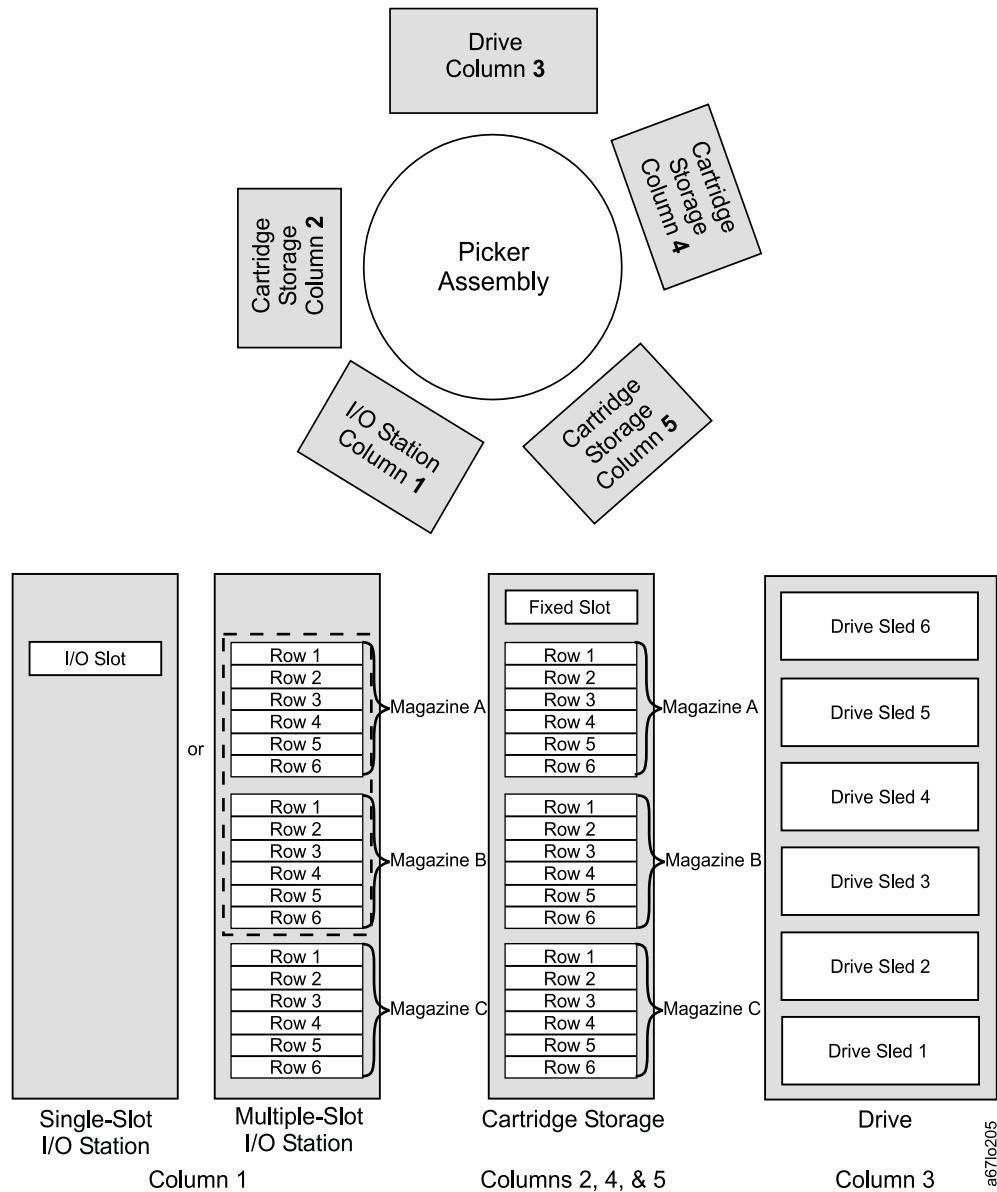 Drive
Column 3
Cartridge
Storage
Column 4
Cartridge
Storage
Column 2
Picker
Assembly
I/O Station
Column 1
Cartridge
Storage
Column 5
I/O Slot
Single-Slot
I/O Station
or
Row 1
Row 2
Row 3
Row 4
Row 5
Row 6
Magazine A
Row 1
Row 2
Row 3
Row 4
Row 5
Row 6
Magazine B
Row 1
Row 2
Row 3
Row 4
Row 5
Row 6
Magazine C
Multiple-Slot
I/O Station
Column 1
Fixed Slot
Row 1
Row 2
Row 3
Row 4
Row 5
Row 6
Magazine A
Row 1
Row 2
Row 3
Row 4
Row 5
Row 6
Magazine B
Row 1
Row 2
Row 3
Row 4
Row 5
Row 6
Magazine C
Cartridge Storage
Columns 2, 4, & 5
Drive Sled 6
Drive Sled 5
Drive Sled 4
Drive Sled 3
Drive Sled 2
Drive Sled 1
Drive
Column 3
a67lo205